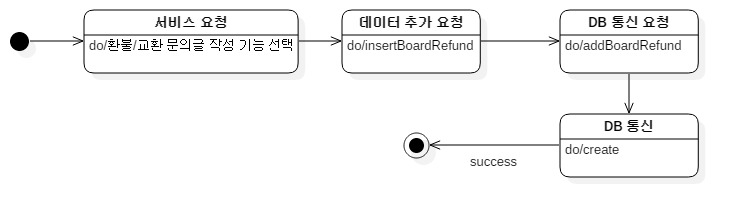 서비스 요청
do/환불/교환 문의글 작성 기능 선택
데이터 추가 요청
do/insertBoardRefund
DB 통신 요청
do/addBoardRefund
DB 통신
do/create
success